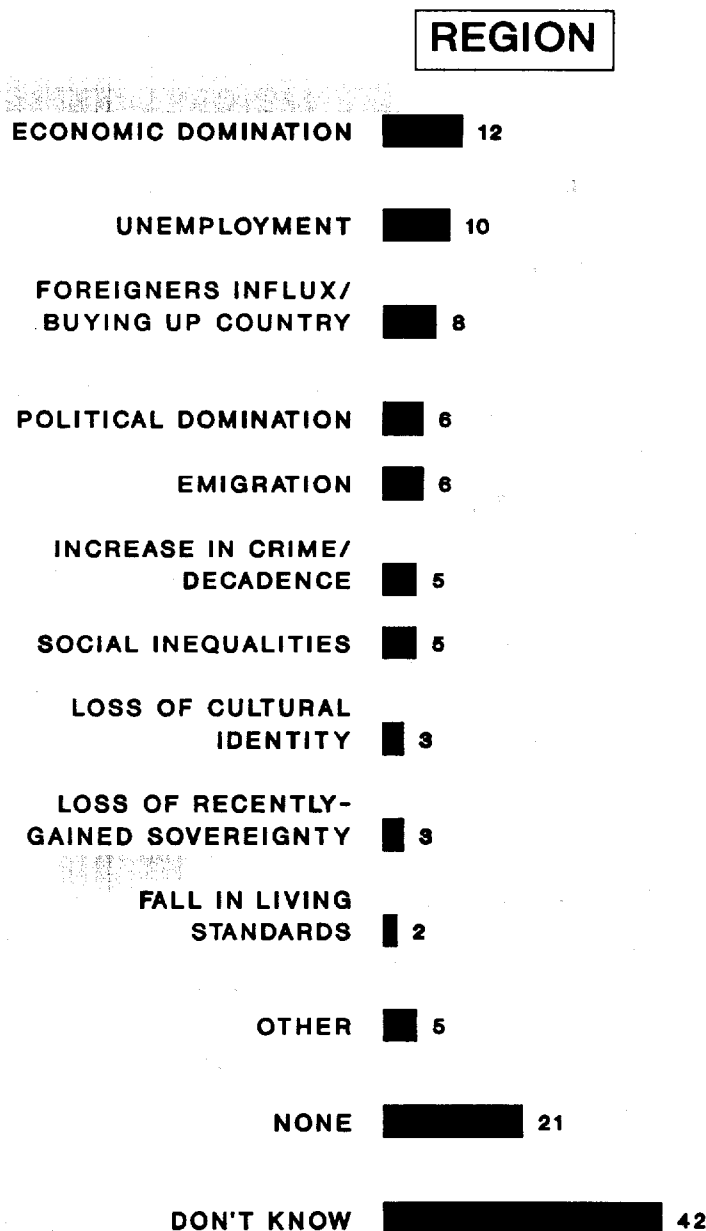 REGION
ECONOMIC DOMINATION 12
UNEMPLOYMENT 10
FOREIGNERS INFLUX/
BUYING UP COUNTRY 8
POLITICAL DOMINATION 6
EMIGRATION 6
INCREASE IN CRIME/
DECADENCE 5
SOCIAL INEQUALITIES 5
LOSS OF CULTURAL
IDENTITY 3
LOSS OF RECENTLY-
GAINED SOVEREIGNTY 3
FALL IN LIVING
STANDARDS 2
OTHER 5
NONE 21
DON'T KNOW 42